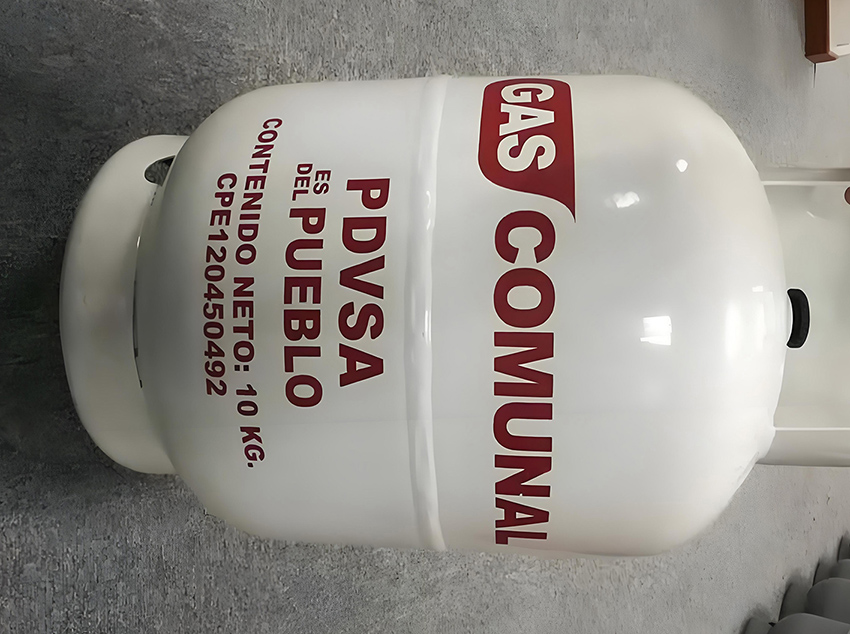 GAS COMUNAL
PDVSA
ES DEL PUEBLO
CONTENIDO NETO: 10 KG.
CPE120450492